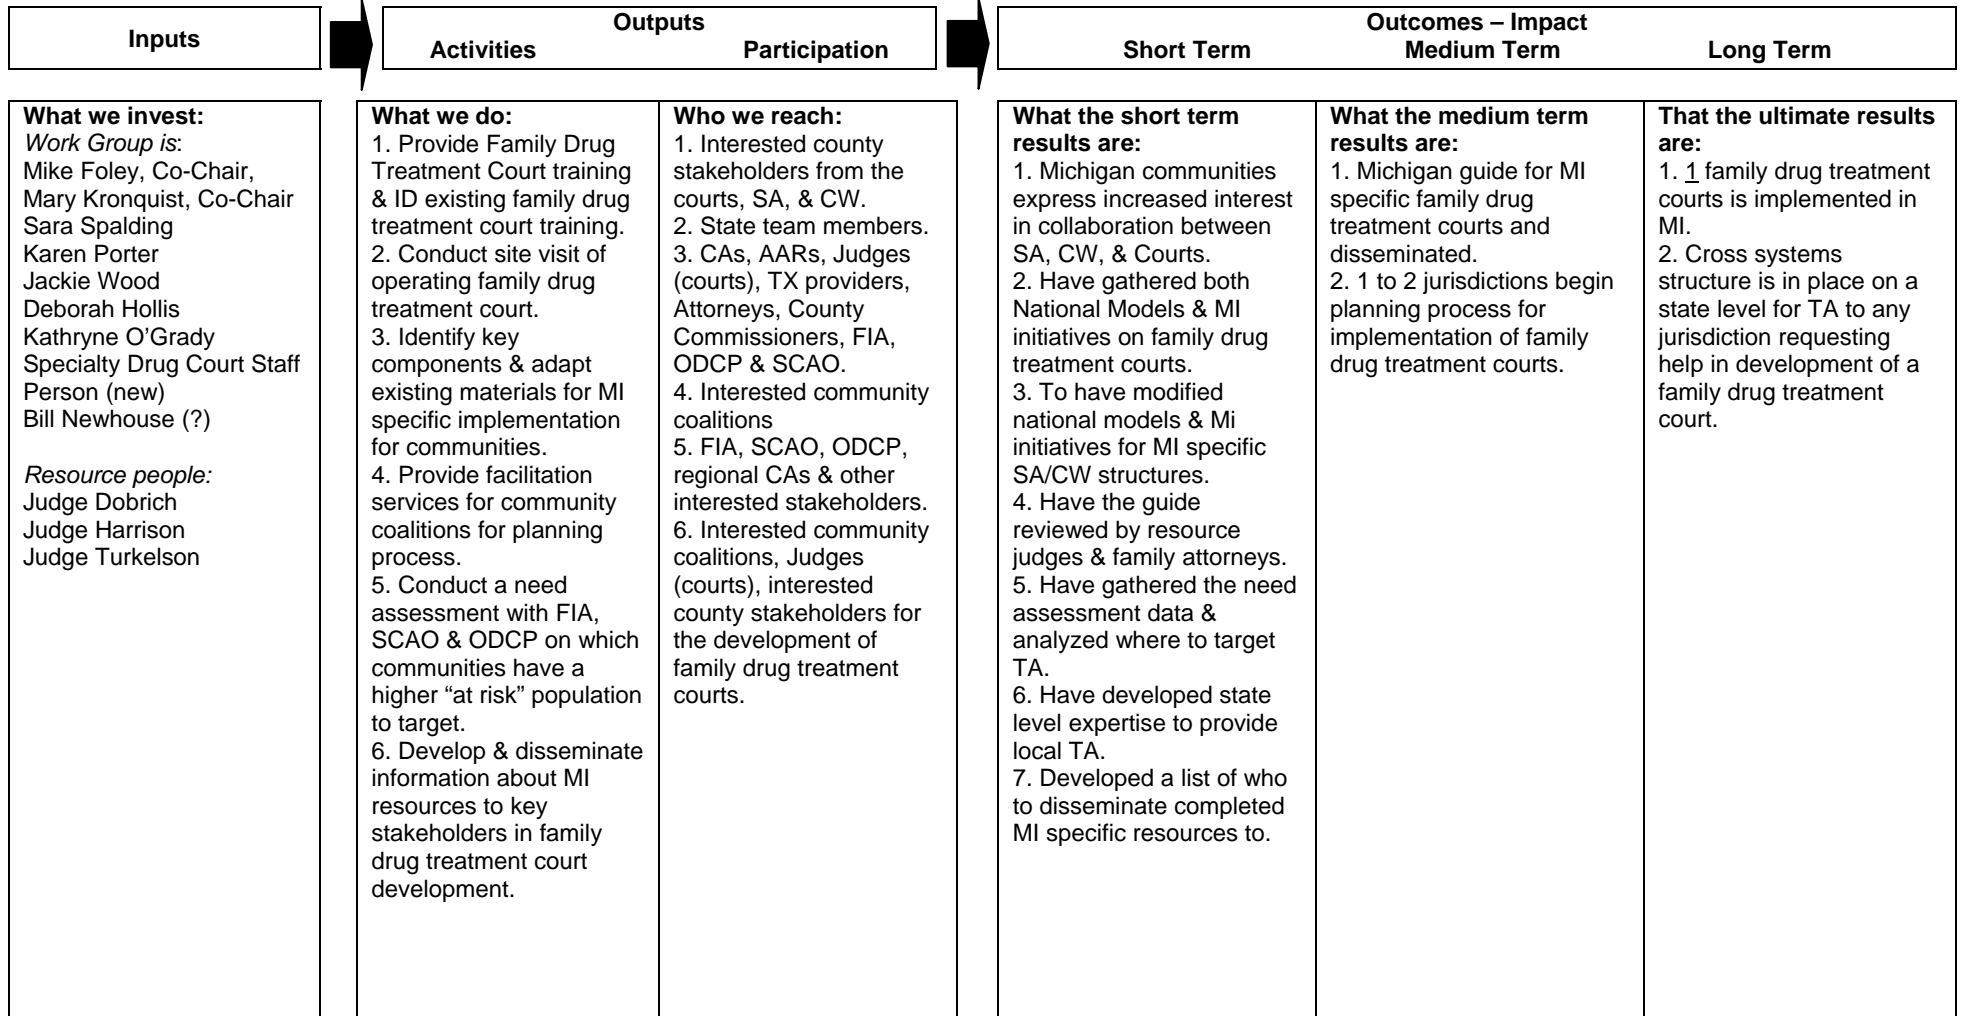 Inputs
Outputs
Activities Participation
Outcomes – Impact
Short Term Medium Term Long Term
What we invest:
Work Group is:
Mike Foley, Co-Chair,
Mary Kronquist, Co-Chair
Sara Spalding
Karen Porter
Jackie Wood
Deborah Hollis
Kathryne O’Grady
Specialty Drug Court Staff
Person (new)
Bill Newhouse (?)
Resource people:
Judge Dobrich
Judge Harrison
Judge Turkelson
What we do:
1. Provide Family Drug
Treatment Court training
& ID existing family drug
treatment court training.
2. Conduct site visit of
operating family drug
treatment court.
3. Identify key
components & adapt
existing materials for MI
specific implementation
for communities.
4. Provide facilitation
services for community
coalitions for planning
process.
5. Conduct a need
assessment with FIA,
SCAO & ODCP on which
communities have a
higher “at risk” population
to target.
6. Develop & disseminate
information about MI
resources to key
stakeholders in family
drug treatment court
development.
Who we reach:
1. Interested county
stakeholders from the
courts, SA, & CW.
2. State team members.
3. CAs, AARs, Judges
(courts), TX providers,
Attorneys, County
Commissioners, FIA,
ODCP & SCAO.
4. Interested community
coalitions
5. FIA, SCAO, ODCP,
regional CAs & other
interested stakeholders.
6. Interested community
coalitions, Judges
(courts), interested
county stakeholders for
the development of
family drug treatment
courts.
What the short term
results are:
1. Michigan communities
express increased interest
in collaboration between
SA, CW, & Courts.
2. Have gathered both
National Models & MI
initiatives on family drug
treatment courts.
3. To have modified
national models & Mi
initiatives for MI specific
SA/CW structures.
4. Have the guide
reviewed by resource
judges & family attorneys.
5. Have gathered the need
assessment data &
analyzed where to target
TA.
6. Have developed state
level expertise to provide
local TA.
7. Developed a list of who
to disseminate completed
MI specific resources to.
What the medium term
results are:
1. Michigan guide for MI
specific family drug
treatment courts and
disseminated.
2. 1 to 2 jurisdictions begin
planning process for
implementation of family
drug treatment courts.
That the ultimate results
are:
1. 1 family drug treatment
courts is implemented in
MI.
2. Cross systems
structure is in place on a
state level for TA to any
jurisdiction requesting
help in development of a
family drug treatment
court.